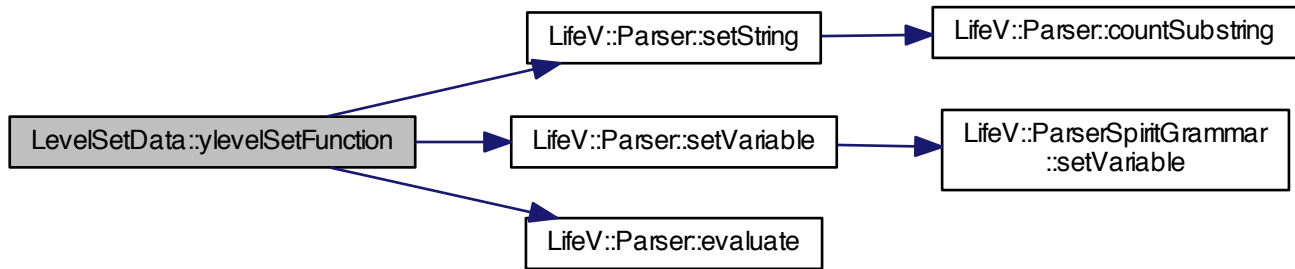 LifeV::Parser::setString
LifeV::Parser::countSubstring
LevelSetData::ylevelSetFunction
LifeV::Parser::setVariable
LifeV::ParserSpiritGrammar
::setVariable
LifeV::Parser::evaluate